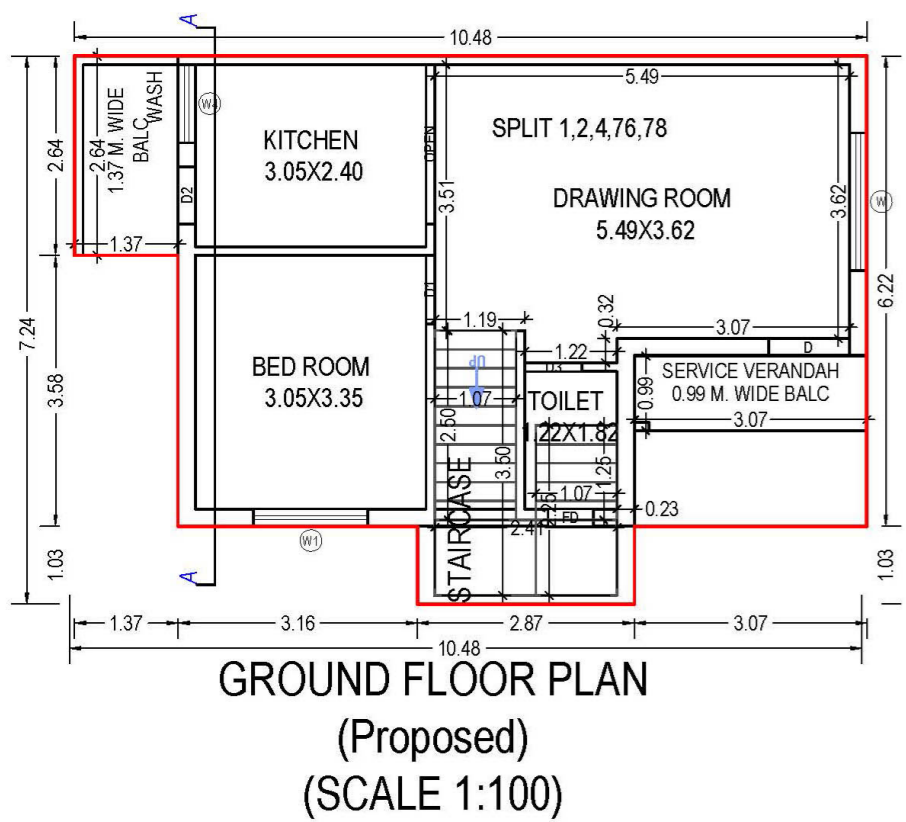 A
10.48
5.49
1.37 M. WIDE
BALC
WASH
2.64
2.64
W4
KITCHEN
3.05X2.40
OPEN
SPLIT 1,2,4,76,78
DRAWING ROOM
5.49X3.62
3.51
3.62
W
D2
1.37
7.24
3.58
6.22
D1
1.19
0.32
3.07
1.22
D
BED ROOM
3.05X3.35
UP
1.07
TOILET
1.22X1.82
SERVICE VERANDAH
0.99 M. WIDE BALC
0.99
3.07
2.50
3.50
1.25
1.07
2.25
0.23
FD
2.41
W1
STAIRCASE
1.03
A
1.03
1.37
3.16
2.87
3.07
10.48
GROUND FLOOR PLAN
(Proposed)
(SCALE 1:100)